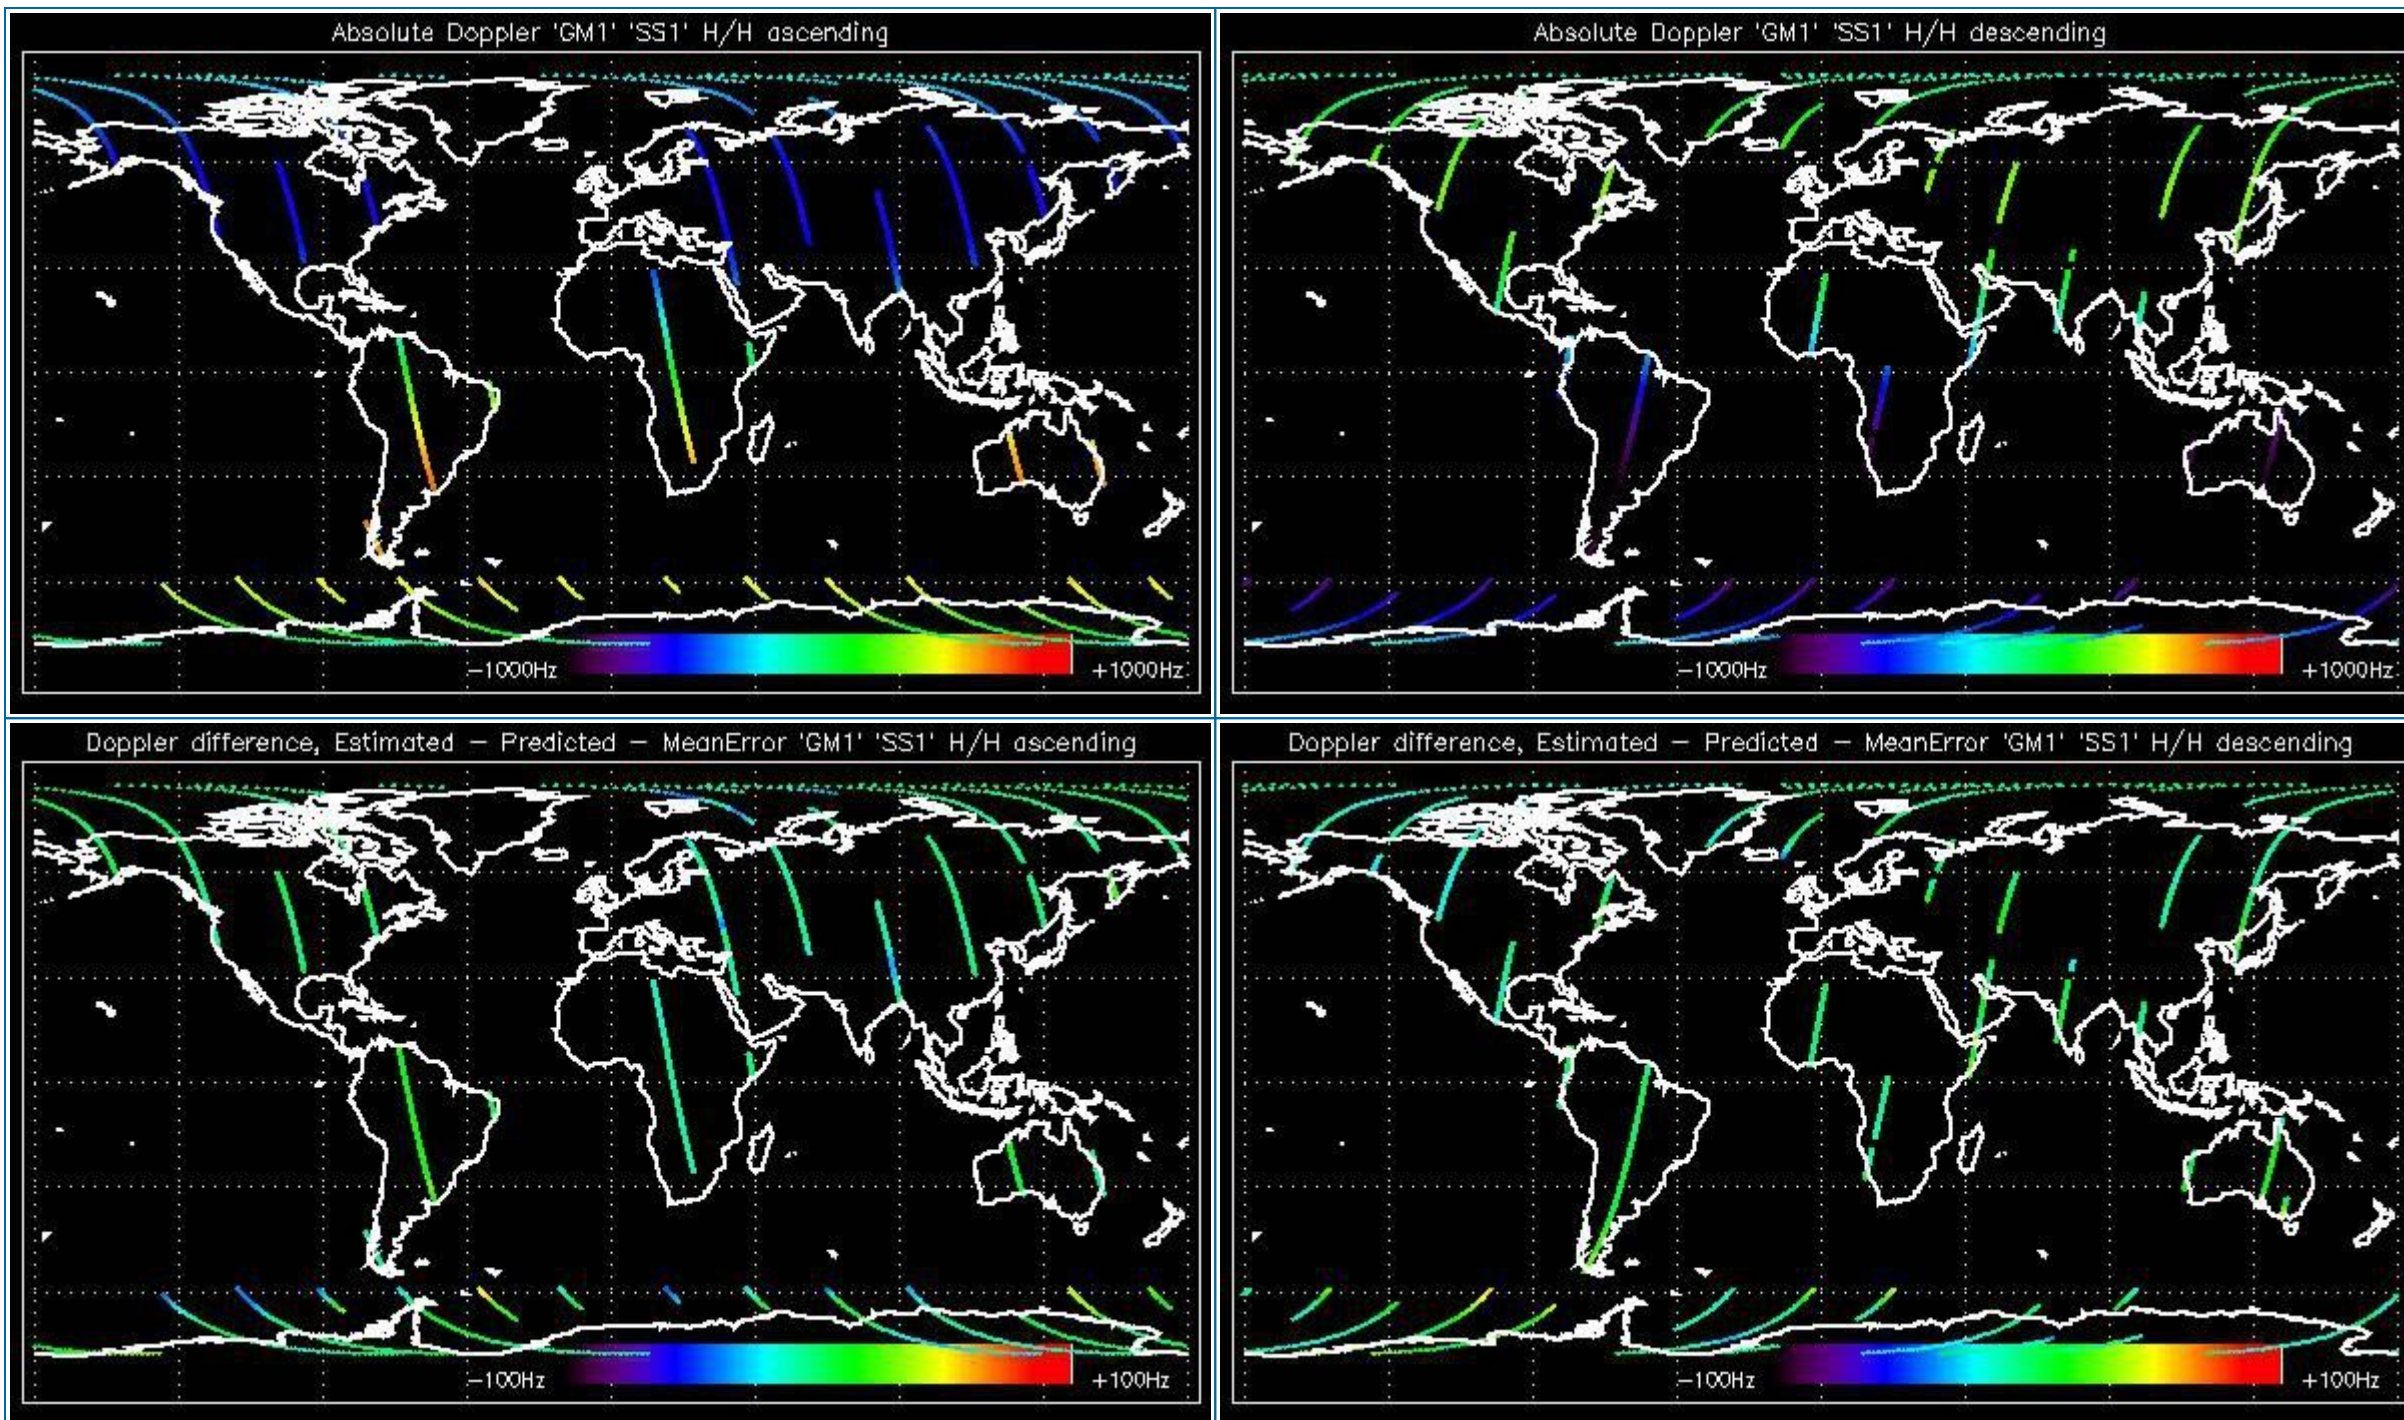 Absolute Doppler 'GM1' 'SS1' H/H ascending
−1000Hz
+1000Hz
Absolute Doppler 'GM1' 'SS1' H/H descending
−1000Hz
+1000Hz
Doppler difference, Estimated − Predicted − MeanError 'GM1' 'SS1' H/H ascending
−100Hz
+100Hz
Doppler difference, Estimated − Predicted − MeanError 'GM1' 'SS1' H/H descending
−100Hz
+100Hz